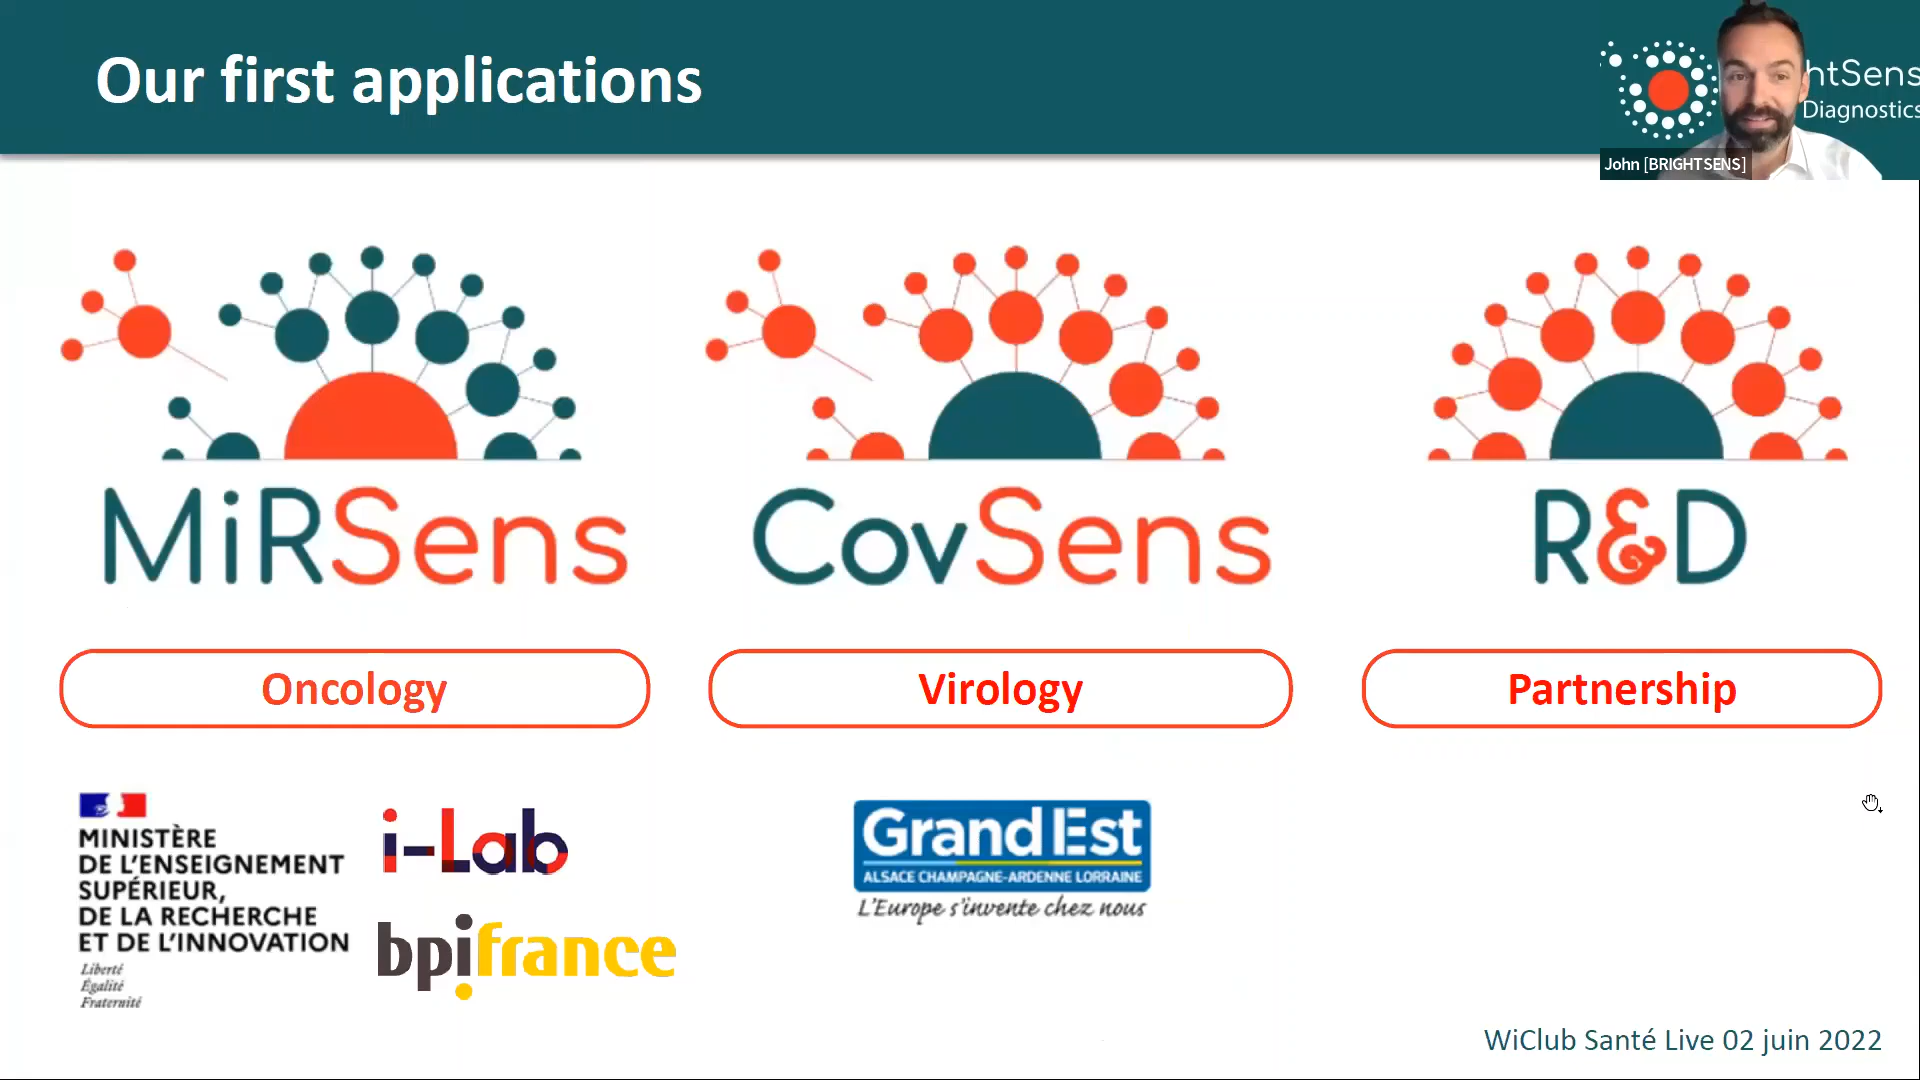 Our first applications
htSens
Diagnostics
John [BRIGHTSENS]
MiRSens
CovSens
R&D
Oncology
Virology
Partnership
MINISTÈRE
DE L'ENSEIGNEMENT
SUPÉRIEUR,
DE LA RECHERCHE
ET DE L'INNOVATION
Liberté
Égalité
Fraternité
i-Lab
bpifrance
Grand Est
ALSACE CHAMPAGNE-ARDENNE LORRAINE
L'Europe s'invente chez nous
WiClub Santé Live 02 juin 2022